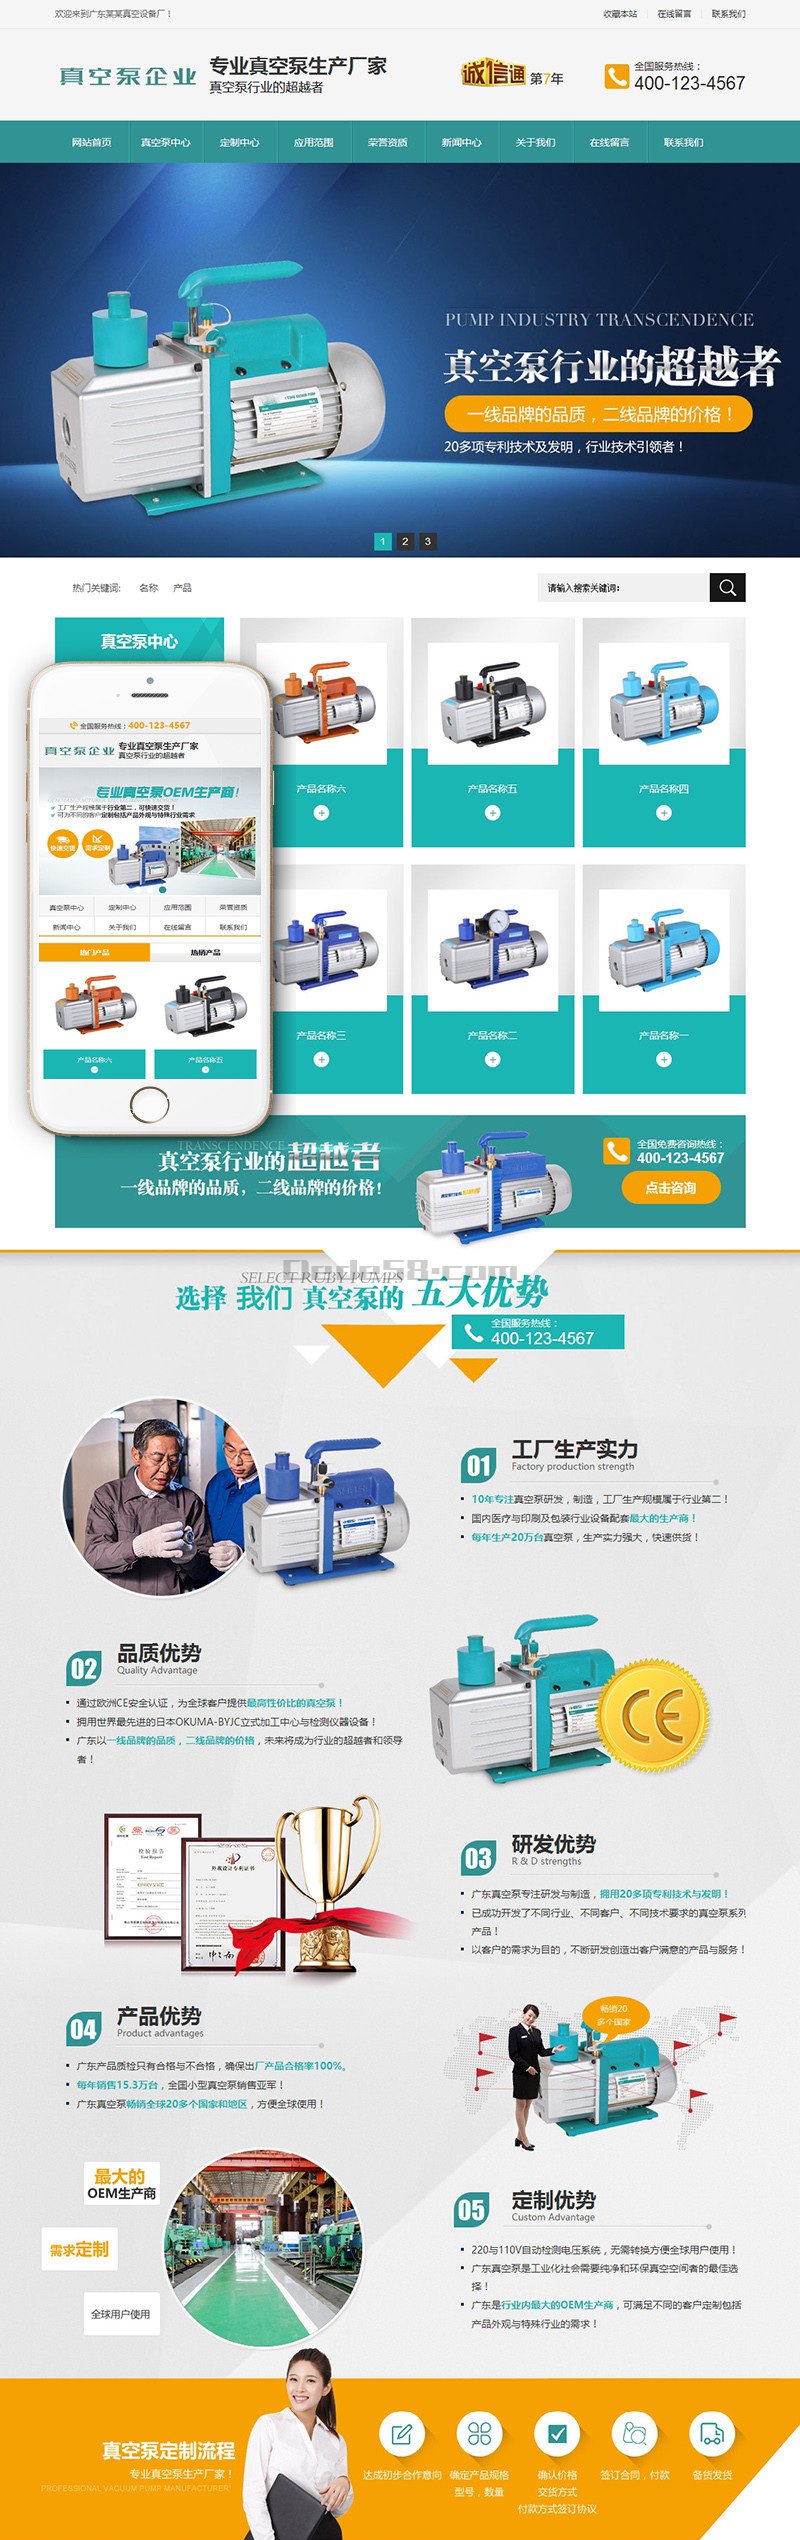 欢迎来到广东某某真空设备厂！
收藏本站 在线留言 联系我们
真空泵企业
专业真空泵生产厂家
真空泵行业的超越者
诚信通 第7年
全国服务热线：
400-123-4567
网站首页 真空泵中心 定制中心 应用范围 荣誉资质 新闻中心 关于我们 在线留言 联系我们
PUMP INDUSTRY TRANSCENDENCE
真空泵行业的超越者
一线品牌的品质，二线品牌的价格！
20多项专利技术及发明，行业技术引领者！
1 2 3
热门关键词: 名称 产品
请输入搜索关键词：
真空泵中心
产品名称六
产品名称五
产品名称四
产品名称三
产品名称二
产品名称一
全国服务热线：400-123-4567
真空泵企业
专业真空泵生产厂家
真空泵行业的超越者
专业真空泵OEM生产商！
工厂生产规模属于行业第二，可快速交货！
可为不同的客户定制包括产品外观与特殊行业需求
快速交货
需求定制
真空泵中心 定制中心 应用范围 荣誉资质
新闻中心 关于我们 在线留言 联系我们
热门产品 热销产品
产品名称六
产品名称五
TRANSCENDENCE
真空泵行业的超越者
一线品牌的品质，二线品牌的价格！
全国免费咨询热线：
400-123-4567
点击咨询
SELECT RUBY PUMPS
选择 我们 真空泵的 五大优势
全国服务热线：
400-123-4567
01 工厂生产实力
Factory production strength
10年专注真空泵研发，制造，工厂生产规模属于行业第二！
国内医疗与印刷及包装行业设备配套最大的生产商！
每年生产20万台真空泵，生产实力强大，快速供货！
02 品质优势
Quality Advantage
通过欧洲CE安全认证，为全球客户提供最高性价比的真空泵！
拥用世界最先进的日本OKUMA-BYJC立式加工中心与检测仪器设备！
广东以一线品牌的品质，二线品牌的价格，未来将成为行业的超越者和领导
者！
CE
检验报告
Test Report
外观设计专利证书
03 研发优势
R & D strengths
广东真空泵专注研发与制造，拥用20多项专利技术与发明！
已成功开发了不同行业、不同客户、不同技术要求的真空泵系列
产品！
以客户的需求为目的，不断研发创造出客户满意的产品与服务！
04 产品优势
Product advantages
广东产品质检只有合格与不合格，确保出厂产品合格率100%。
每年销售15.3万台，全国小型真空泵销售亚军！
广东真空泵畅销全球20多个国家和地区，方便全球使用！
畅销20
多个国家
最大的
OEM生产商
需求定制
全球用户使用
05 定制优势
Custom Advantage
220与110V自动检测电压系统，无需转换方便全球用户使用！
广东真空泵是工业化社会需要纯净和环保真空空间者的最佳选
择！
广东是行业内最大的OEM生产商，可满足不同的客户定制包括
产品外观与特殊行业的需求！
真空泵定制流程
专业真空泵生产厂家！
PROFESSIONAL VACUUM PUMP MANUFACTURER!
达成初步合作意向
确定产品规格
型号，数量
确认价格
交货方式
付款方式签订协议
签订合同，付款
备货发货